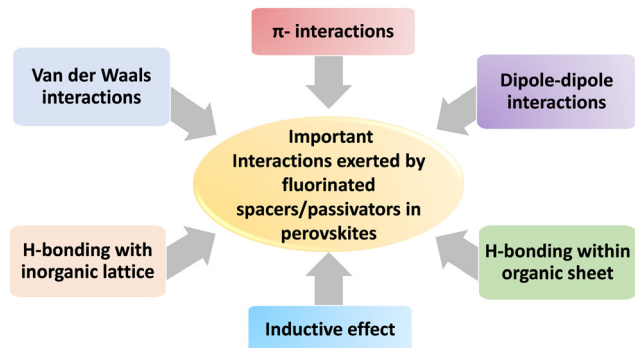 π- interactions
Van der Waals
interactions
Dipole-dipole
interactions
Important
Interactions exerted by
fluorinated
spacers/passivators in
perovskites
H-bonding with
inorganic lattice
H-bonding within
organic sheet
Inductive effect